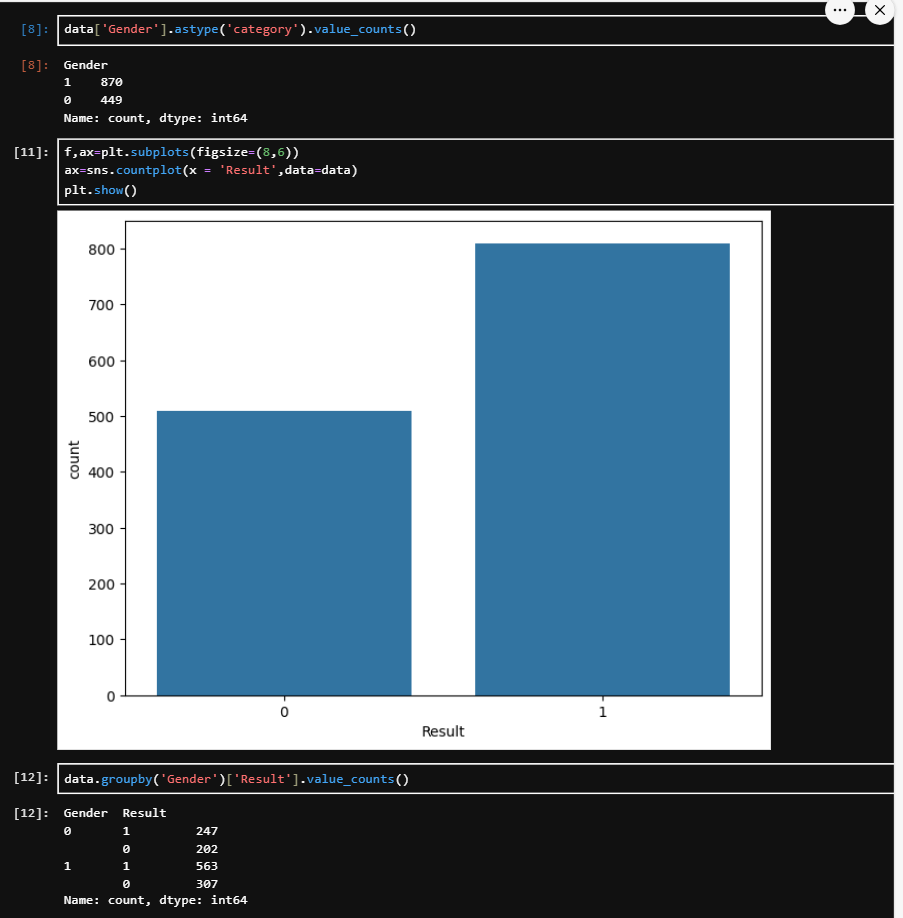 [8]: data['Gender'].astype('category').value_counts()
[8]: Gender
1 870
0 449
Name: count, dtype: int64
[11]: f,ax=plt.subplots(figsize=(8,6))
ax=sns.countplot(x = 'Result',data=data)
plt.show()
800
700
600
500
400
300
200
100
0
count
0 1
Result
[12]: data.groupby('Gender')['Result'].value_counts()
[12]: Gender Result
0 1 247
0 202
1 1 563
0 307
Name: count, dtype: int64